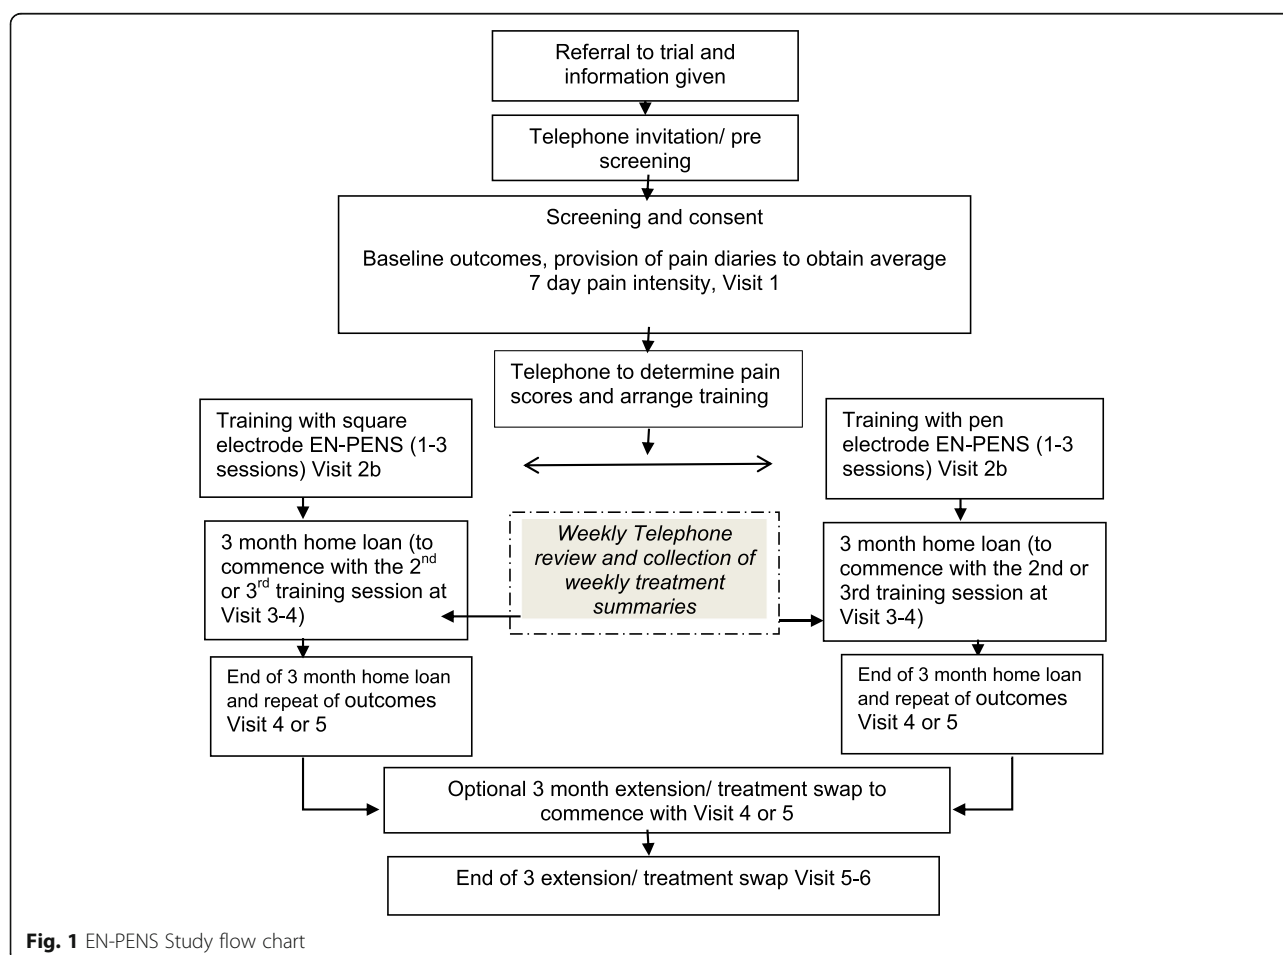 Referral to trial and
information given
Telephone invitation/ pre
screening
Screening and consent
Baseline outcomes, provision of pain diaries to obtain average
7 day pain intensity, Visit 1
Telephone to determine pain
scores and arrange training
Training with square
electrode EN-PENS (1-3
sessions) Visit 2b
Training with pen
electrode EN-PENS (1-3
sessions) Visit 2b
3 month home loan (to
commence with the 2nd
or 3rd training session at
Visit 3-4)
Weekly Telephone
review and collection of
weekly treatment
summaries
3 month home loan (to
commence with the 2nd or
3rd training session at
Visit 3-4)
End of 3 month home loan
and repeat of outcomes
Visit 4 or 5
End of 3 month home loan
and repeat of outcomes
Visit 4 or 5
Optional 3 month extension/ treatment swap to
commence with Visit 4 or 5
End of 3 extension/ treatment swap Visit 5-6
Fig. 1 EN-PENS Study flow chart